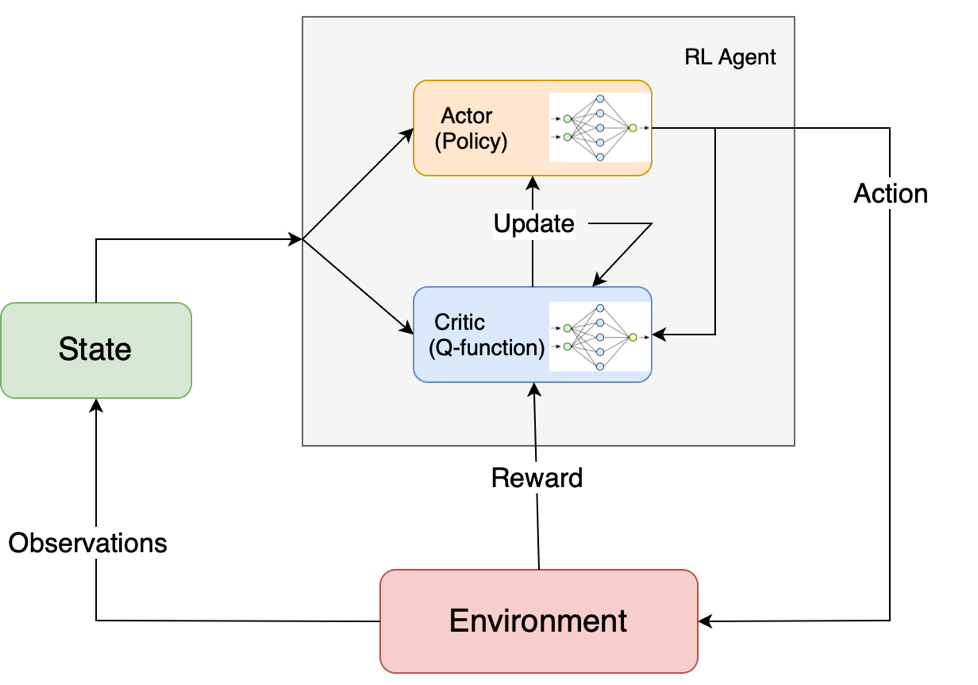 RL Agent
Actor
(Policy)
Action
Update
Critic
(Q-function)
State
Reward
Observations
Environment